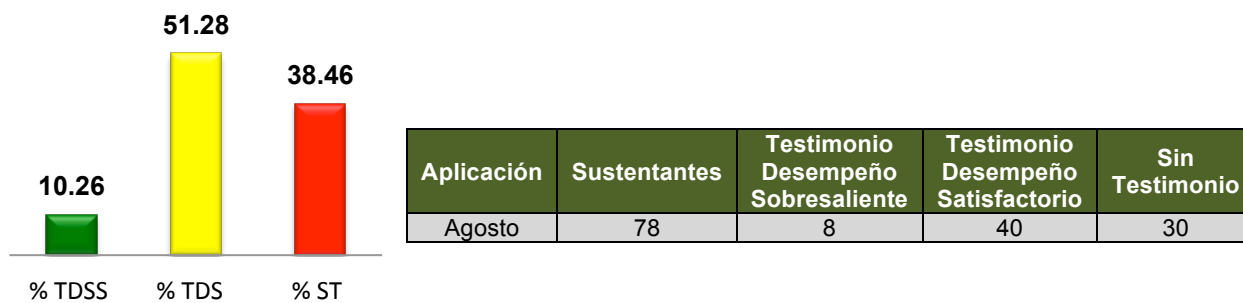 51.28
38.46
10.26
% TDSS % TDS % ST
Aplicación Sustentantes Testimonio Desempeño Sobresaliente Testimonio Desempeño Satisfactorio Sin Testimonio
Agosto 78 8 40 30